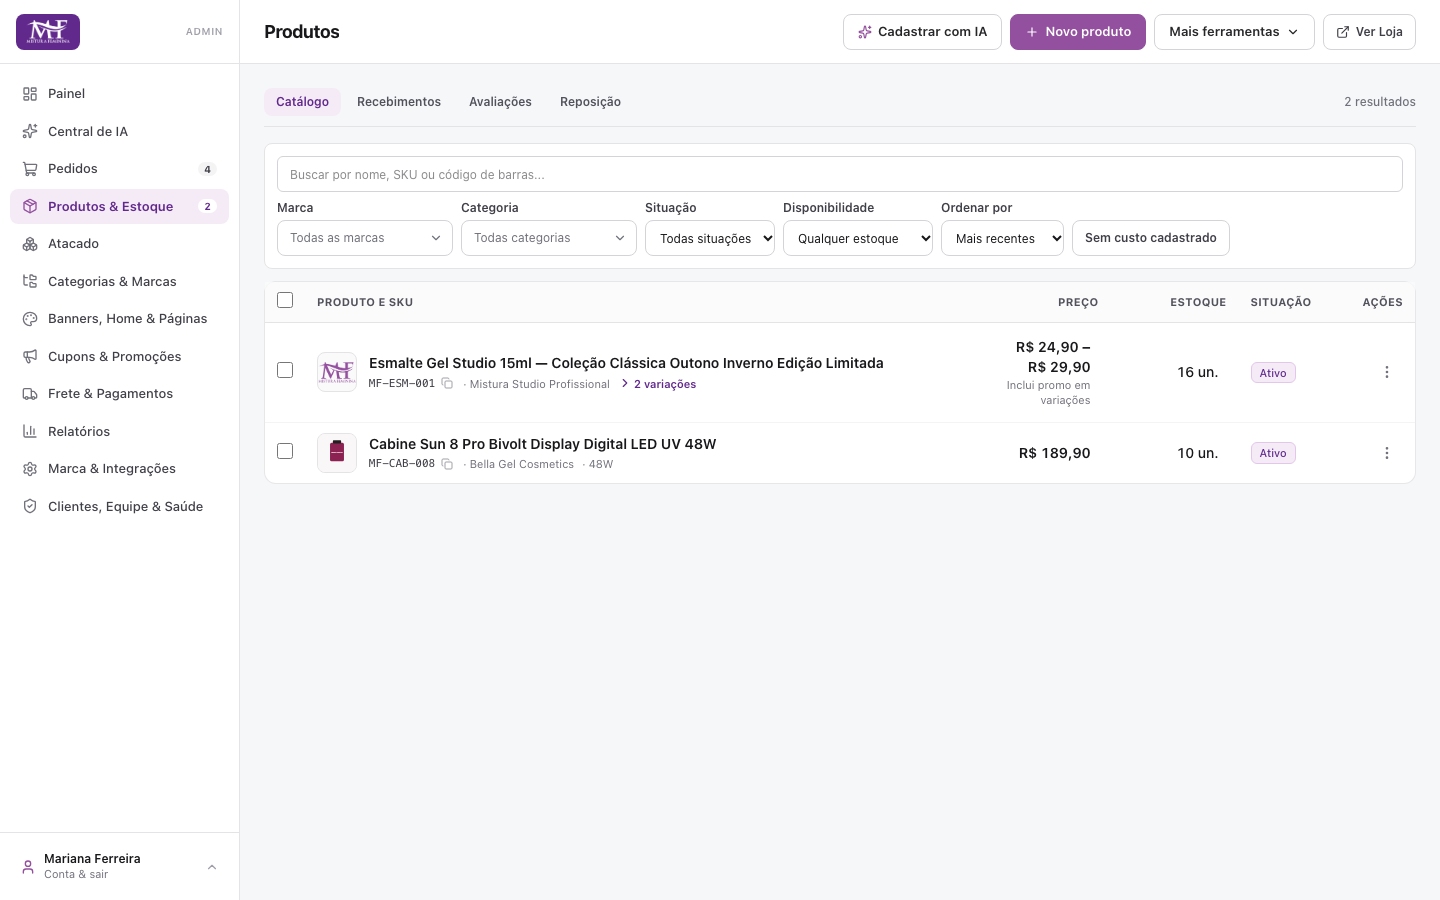 MF
MISTURA FEMININA
ADMIN
Produtos
Cadastrar com IA
Novo produto
Mais ferramentas
Ver Loja
Painel
Central de IA
Pedidos 4
Produtos & Estoque 2
Atacado
Categorias & Marcas
Banners, Home & Páginas
Cupons & Promoções
Frete & Pagamentos
Relatórios
Marca & Integrações
Clientes, Equipe & Saúde
Mariana Ferreira
Conta & sair
Catálogo
Recebimentos
Avaliações
Reposição
2 resultados
Buscar por nome, SKU ou código de barras...
Marca
Categoria
Situação
Disponibilidade
Ordenar por
Todas as marcas
Todas categorias
Todas situações
Qualquer estoque
Mais recentes
Sem custo cadastrado
PRODUTO E SKU
PREÇO
ESTOQUE
SITUAÇÃO
AÇÕES
MF
MISTURA FEMININA
Esmalte Gel Studio 15ml — Coleção Clássica Outono Inverno Edição Limitada
MF-ESM-001 · Mistura Studio Profissional 2 variações
R$ 24,90 –
R$ 29,90
Inclui promo em
variações
16 un.
Ativo
Cabine Sun 8 Pro Bivolt Display Digital LED UV 48W
MF-CAB-008 · Bella Gel Cosmetics · 48W
R$ 189,90
10 un.
Ativo